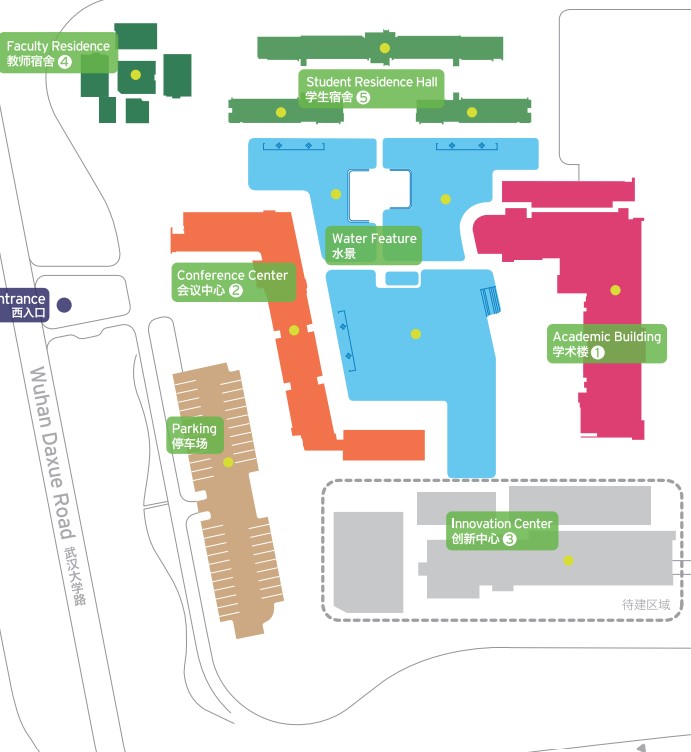 Faculty Residence
教师宿舍 4
Student Residence Hall
学生宿舍 5
Water Feature
水景
Conference Center
会议中心 2
ntrance
西入口
Academic Building
学术楼 1
Parking
停车场
Wuhan Daxue Road 武汉大学路
Innovation Center
创新中心 3
待建区域